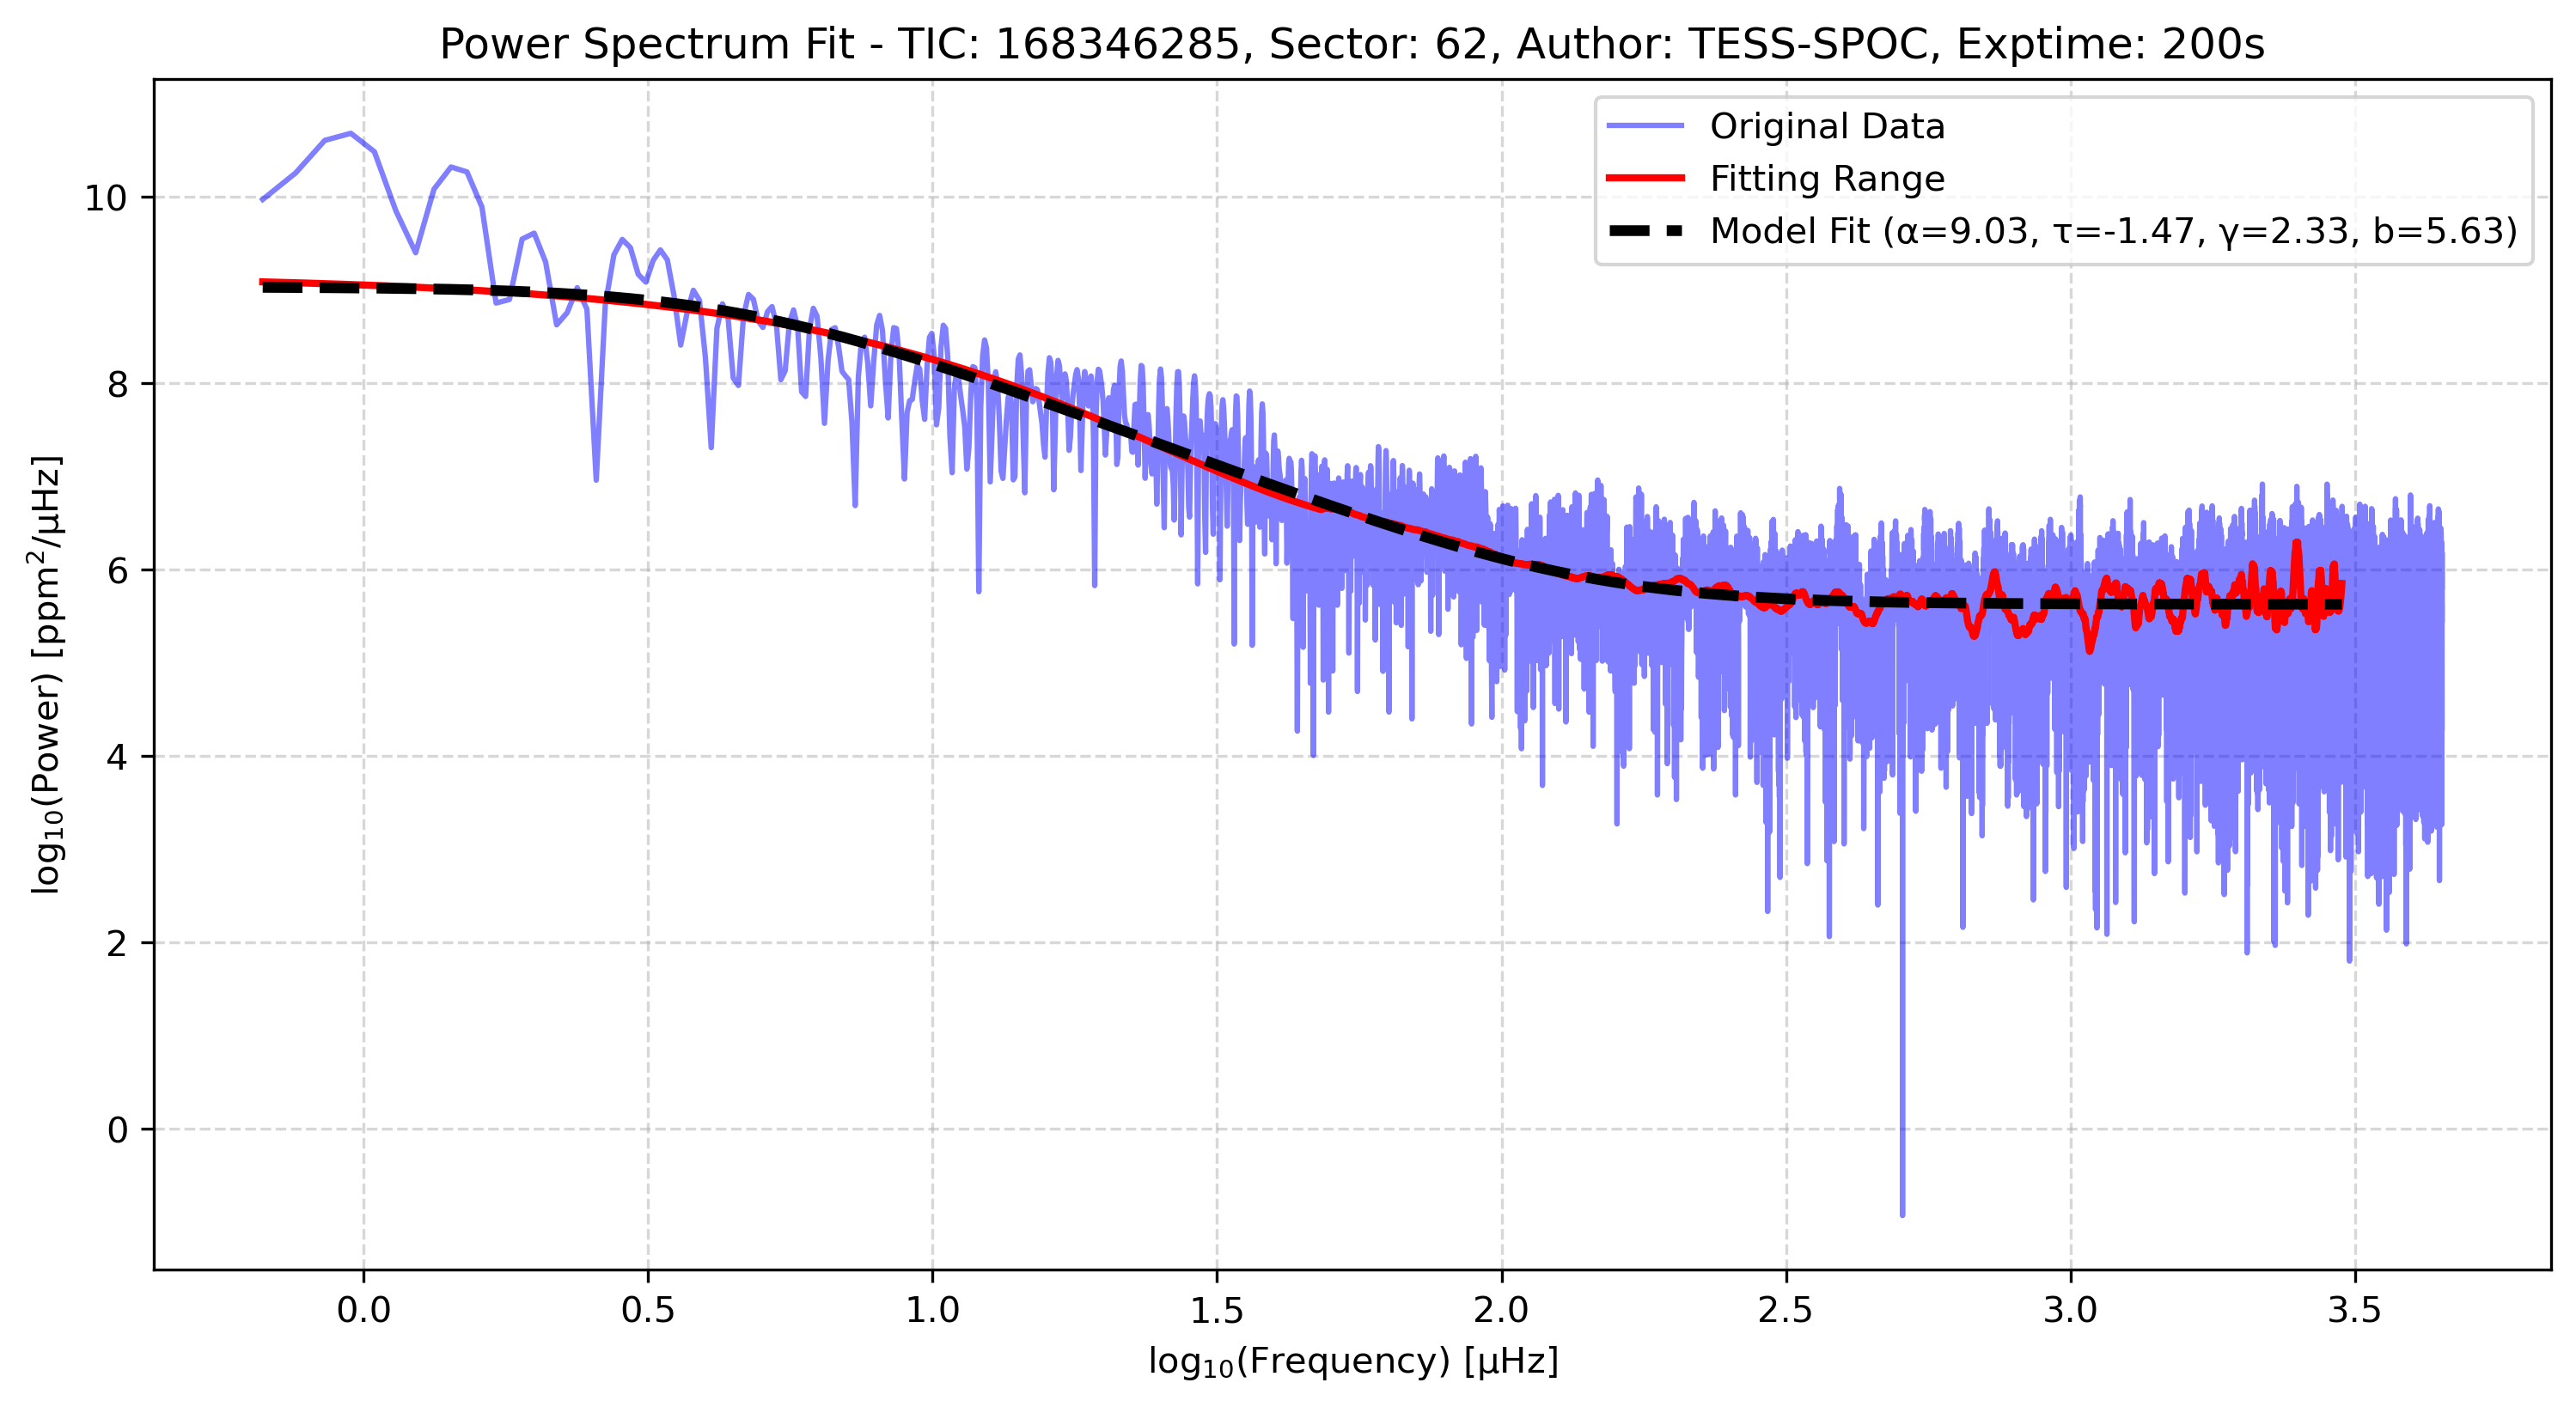 Power Spectrum Fit - TIC: 168346285, Sector: 62, Author: TESS-SPOC, Exptime: 200s
Original Data
Fitting Range
Model Fit (α=9.03, τ=-1.47, γ=2.33, b=5.63)
log₁₀(Power) [ppm²/μHz]
10
8
6
4
2
0
0.0 0.5 1.0 1.5 2.0 2.5 3.0 3.5
log₁₀(Frequency) [μHz]